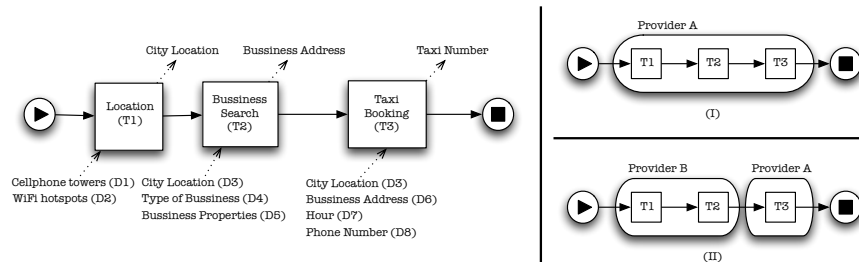 City Location
Bussiness Address
Taxi Number
Location
(T1)
Bussiness
Search
(T2)
Taxi
Booking
(T3)
Cellphone towers (D1)
WiFi hotspots (D2)
City Location (D3)
Type of Bussiness (D4)
Bussiness Properties (D5)
City Location (D3)
Bussiness Address (D6)
Hour (D7)
Phone Number (D8)
Provider A
T1
T2
T3
(I)
Provider B
Provider A
T1
T2
T3
(II)